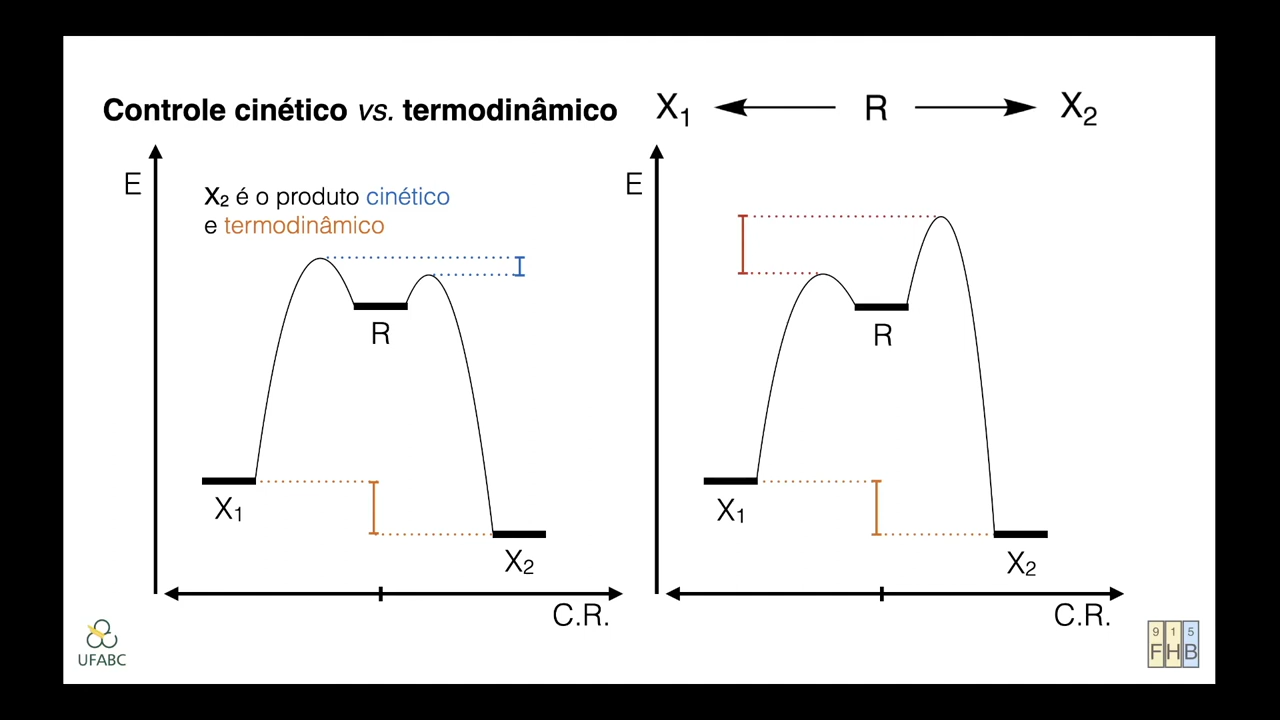 Controle cinético vs. termodinâmico
X₁ R X₂
E
X₂ é o produto cinético
e termodinâmico
R
X₁
X₂
C.R.
E
R
X₁
X₂
C.R.
UFABC
9 1 5
F H B